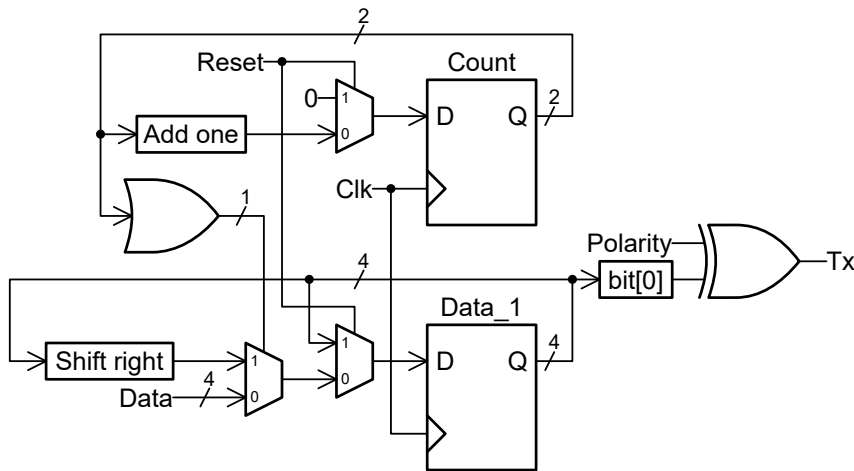 2
Reset
Count
0
1
0
D
Q
2
Add one
Clk
1
Polarity
Tx
bit[0]
4
Data_1
1
0
D
Q
4
Shift right
1
0
Data
4